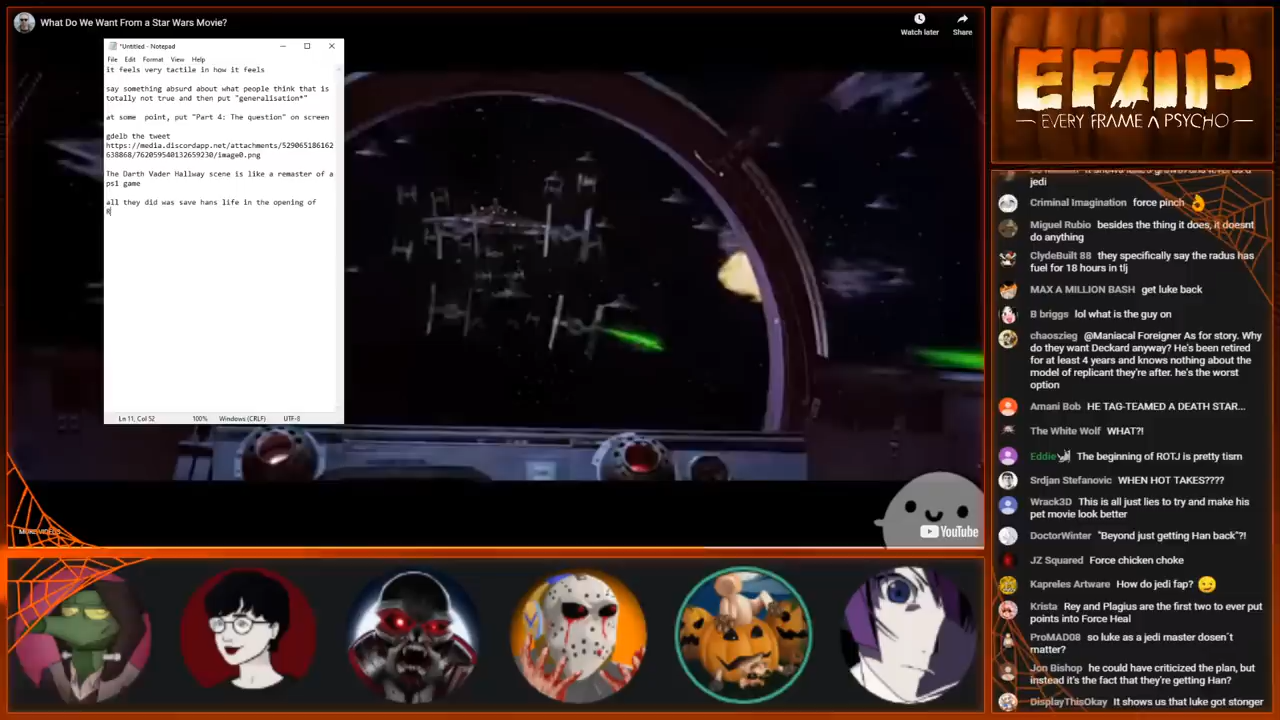 What Do We Want From a Star Wars Movie?
Watch later
Share
*Untitled - Notepad
File Edit Format View Help
it feels very tactile in how it feels
say something absurd about what people think that is
totally not true and then put "generalisation*"
at some  point, put "Part 4: The question" on screen
gdelb the tweet
https://media.discordapp.net/attachments/529065186162
638868/762059540132659230/image0.png
The Darth Vader Hallway scene is like a remaster of a
ps1 game
all they did was save hans life in the opening of
R
Ln 11, Col 52
100%
Windows (CRLF)
UTF-8
YouTube
EFAP
EVERY FRAME A PSYCHO
jedi
Criminal Imagination force pinch 👌
Miguel Rubio besides the thing it does, it doesnt
do anything
ClydeBuilt 88 they specifically say the radus has
fuel for 18 hours in tlj
MAX A MILLION BASH get luke back
B briggs lol what is the guy on
chaoszieg @Maniacal Foreigner As for story. Why
do they want Deckard anyway? He's been retired
for at least 4 years and knows nothing about the
model of replicant they're after. he's the worst
option
Amani Bob HE TAG-TEAMED A DEATH STAR...
The White Wolf WHAT?!
Eddie The beginning of ROTJ is pretty tism
Srdjan Stefanovic WHEN HOT TAKES????
Wrack3D This is all just lies to try and make his
pet movie look better
DoctorWinter "Beyond just getting Han back"?!
JZ Squared Force chicken choke
Kapreles Artware How do jedi fap? 😏
Krista Rey and Plagius are the first two to ever put
points into Force Heal
ProMAD08 so luke as a jedi master dosen´t
matter?
Jon Bishop he could have criticized the plan, but
instead it's the fact that they're getting Han?
DisplayThisOkay It shows us that luke got stonger